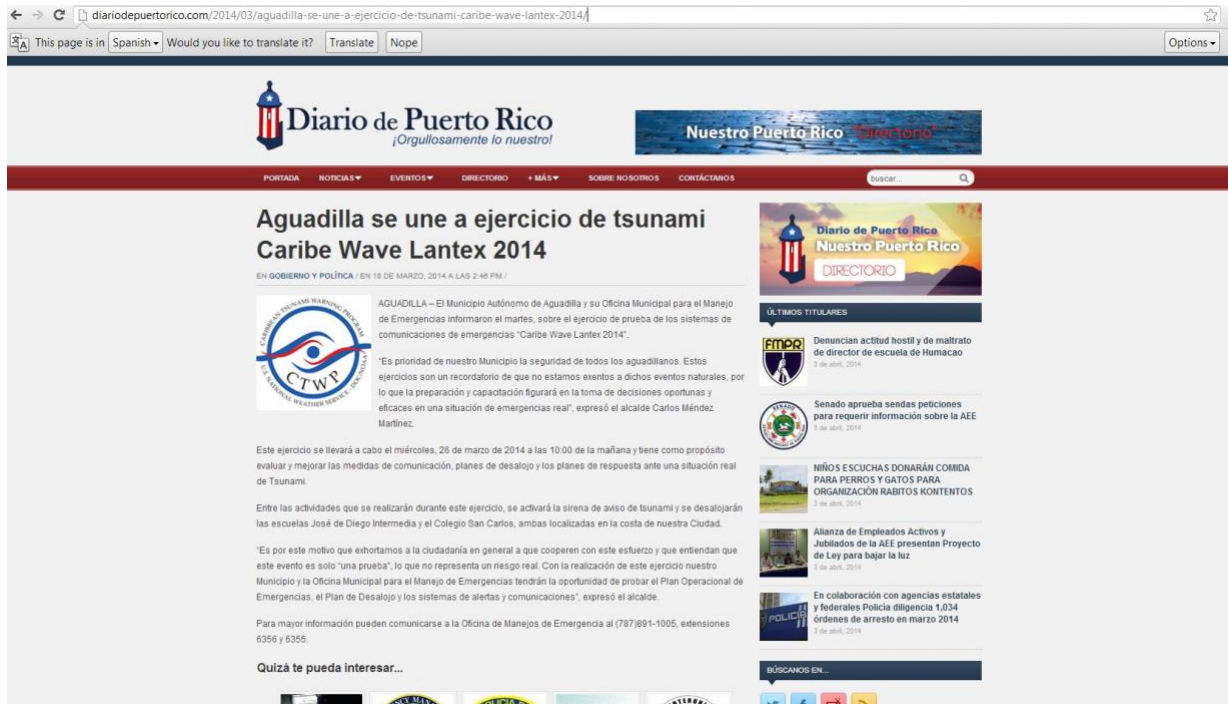 diariodepuertorico.com/2014/03/aguadilla-se-une-a-ejercicio-de-tsunami-caribe-wave-lantex-2014/
This page is in Spanish Would you like to translate it? Translate Nope Options
Diario de Puerto Rico
¡Orgullosamente lo nuestro!
Nuestro Puerto Rico "Directorio"
PORTADA NOTICIAS EVENTOS DIRECTORIO + MÁS SOBRE NOSOTROS CONTÁCTANOS buscar...
Aguadilla se une a ejercicio de tsunami
Caribe Wave Lantex 2014
EN GOBIERNO Y POLÍTICA / EN 18 DE MARZO, 2014 A LAS 2:46 PM /
CARIBBEAN TSUNAMI WARNING PROGRAM
CTWP
U.S. NATIONAL WEATHER SERVICE - DOC/NOAA
AGUADILLA – El Municipio Autónomo de Aguadilla y su Oficina Municipal para el Manejo
de Emergencias informaron el martes, sobre el ejercicio de prueba de los sistemas de
comunicaciones de emergencias "Caribe Wave Lantex 2014".
"Es prioridad de nuestro Municipio la seguridad de todos los aguadillanos. Estos
ejercicios son un recordatorio de que no estamos exentos a dichos eventos naturales, por
lo que la preparación y capacitación figurará en la toma de decisiones oportunas y
eficaces en una situación de emergencias real", expresó el alcalde Carlos Méndez
Martínez.
Este ejercicio se llevará a cabo el miércoles, 26 de marzo de 2014 a las 10:00 de la mañana y tiene como propósito
evaluar y mejorar las medidas de comunicación, planes de desalojo y los planes de respuesta ante una situación real
de Tsunami.
Entre las actividades que se realizarán durante este ejercicio, se activará la sirena de aviso de tsunami y se desalojarán
las escuelas José de Diego Intermedia y el Colegio San Carlos, ambas localizadas en la costa de nuestra Ciudad.
"Es por este motivo que exhortamos a la ciudadanía en general a que cooperen con este esfuerzo y que entiendan que
este evento es solo "una prueba", lo que no representa un riesgo real. Con la realización de este ejercicio nuestro
Municipio y la Oficina Municipal para el Manejo de Emergencias tendrán la oportunidad de probar el Plan Operacional de
Emergencias, el Plan de Desalojo y los sistemas de alertas y comunicaciones", expresó el alcalde.
Para mayor información pueden comunicarse a la Oficina de Manejos de Emergencia al (787)891-1005, extensiones
6356 y 6355.
Quizá te pueda interesar...
Diario de Puerto Rico
Nuestro Puerto Rico
DIRECTORIO
ÚLTIMOS TITULARES
FMPR
Denuncian actitud hostil y de maltrato
de director de escuela de Humacao
3 de abril, 2014
SENADO
Senado aprueba sendas peticiones
para requerir información sobre la AEE
3 de abril, 2014
NIÑOS ESCUCHAS DONARÁN COMIDA
PARA PERROS Y GATOS PARA
ORGANIZACIÓN RABITOS KONTENTOS
3 de abril, 2014
Alianza de Empleados Activos y
Jubilados de la AEE presentan Proyecto
de Ley para bajar la luz
3 de abril, 2014
POLICIA
En colaboración con agencias estatales
y federales Policía diligencia 1,034
órdenes de arresto en marzo 2014
3 de abril, 2014
BÚSCANOS EN...